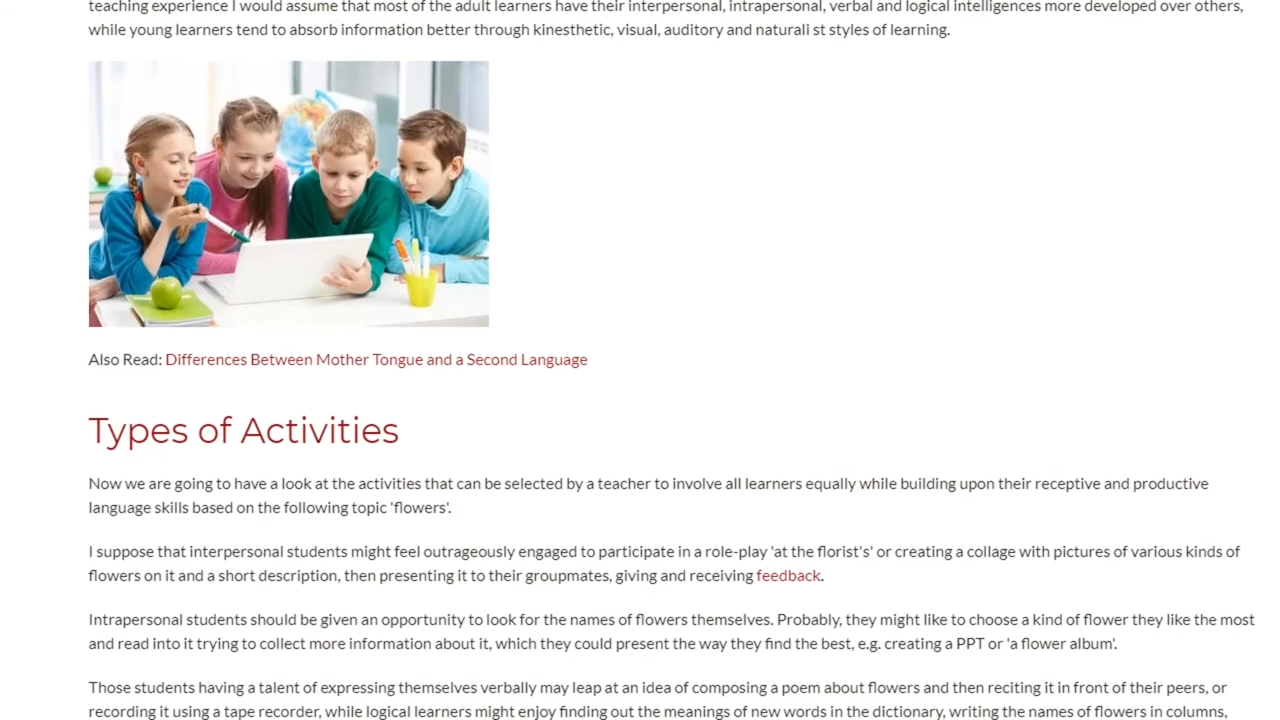 teaching experience I would assume that most of the adult learners have their interpersonal, intrapersonal, verbal and logical intelligences more developed over others,
while young learners tend to absorb information better through kinesthetic, visual, auditory and naturali st styles of learning.
Also Read: Differences Between Mother Tongue and a Second Language
Types of Activities
Now we are going to have a look at the activities that can be selected by a teacher to involve all learners equally while building upon their receptive and productive
language skills based on the following topic 'flowers'.
I suppose that interpersonal students might feel outrageously engaged to participate in a role-play 'at the florist's' or creating a collage with pictures of various kinds of
flowers on it and a short description, then presenting it to their groupmates, giving and receiving feedback.
Intrapersonal students should be given an opportunity to look for the names of flowers themselves. Probably, they might like to choose a kind of flower they like the most
and read into it trying to collect more information about it, which they could present the way they find the best, e.g. creating a PPT or 'a flower album'.
Those students having a talent of expressing themselves verbally may leap at an idea of composing a poem about flowers and then reciting it in front of their peers, or
recording it using a tape recorder, while logical learners might enjoy finding out the meanings of new words in the dictionary, writing the names of flowers in columns,